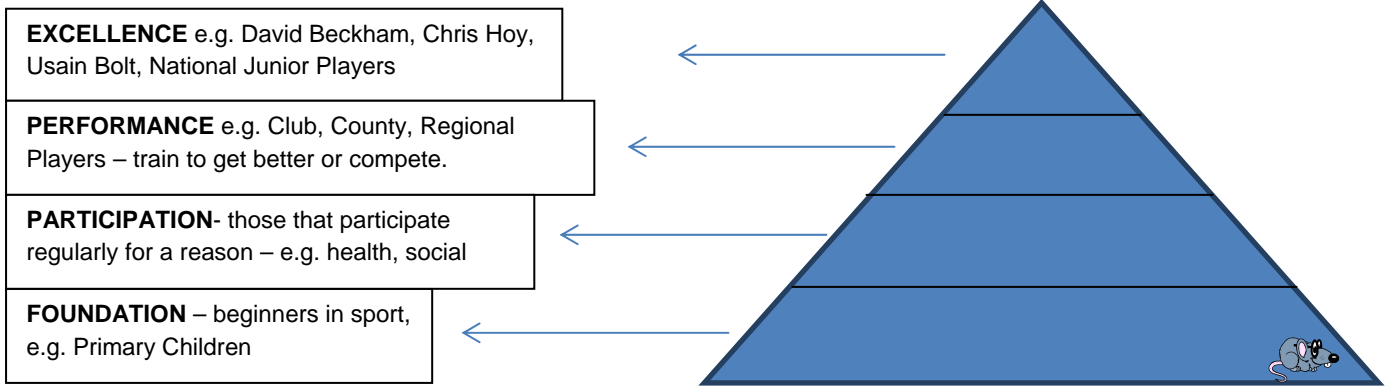 EXCELLENCE e.g. David Beckham, Chris Hoy,
Usain Bolt, National Junior Players
PERFORMANCE e.g. Club, County, Regional
Players – train to get better or compete.
PARTICIPATION- those that participate
regularly for a reason – e.g. health, social
FOUNDATION – beginners in sport,
e.g. Primary Children